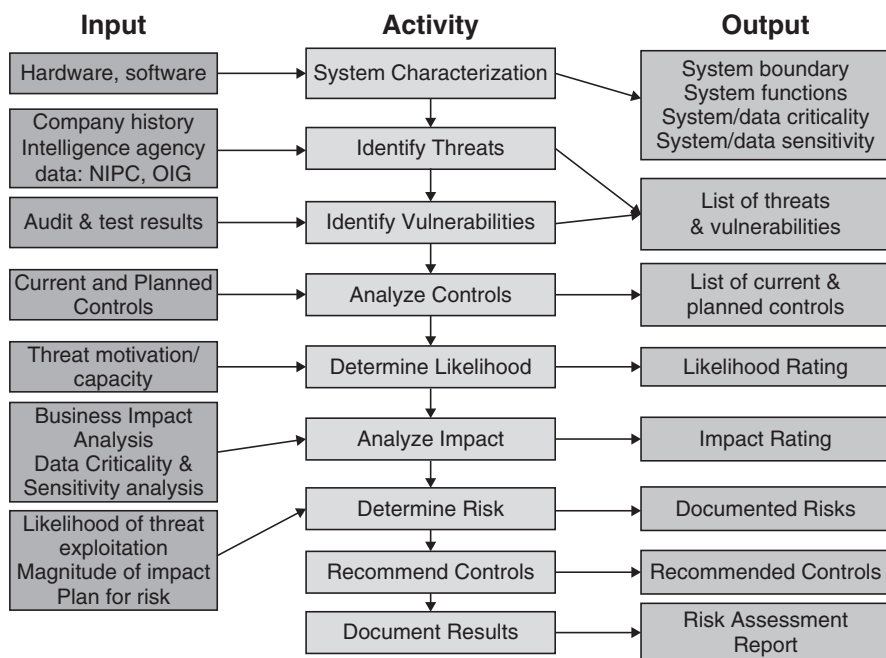 Input
Activity
Output
Hardware, software
System Characterization
System boundary
System functions
System/data criticality
System/data sensitivity
Company history
Intelligence agency
data: NIPC, OIG
Identify Threats
Audit & test results
Identify Vulnerabilities
List of threats
& vulnerabilities
Current and Planned
Controls
Analyze Controls
List of current &
planned controls
Threat motivation/
capacity
Determine Likelihood
Likelihood Rating
Business Impact
Analysis
Data Criticality &
Sensitivity analysis
Analyze Impact
Impact Rating
Likelihood of threat
exploitation
Magnitude of impact
Plan for risk
Determine Risk
Documented Risks
Recommend Controls
Recommended Controls
Document Results
Risk Assessment
Report